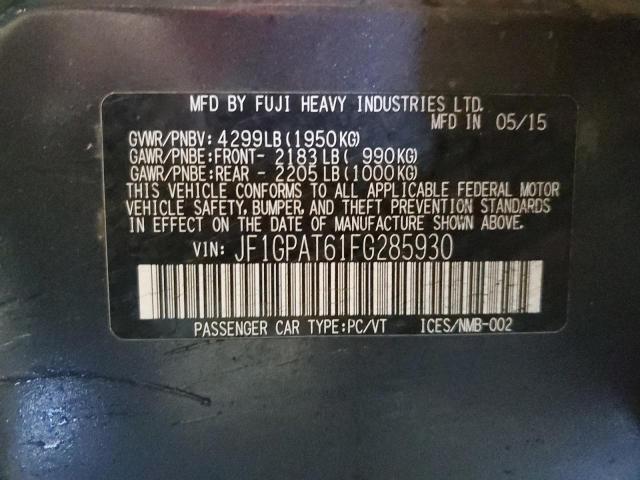 MFD BY FUJI HEAVY INDUSTRIES LTD.
MFD IN 05/15
GVWR/PNBV: 4299LB(1950KG)
GAWR/PNBE:FRONT- 2183LB( 990KG)
GAWR/PNBE:REAR - 2205LB(1000KG)
THIS VEHICLE CONFORMS TO ALL APPLICABLE FEDERAL MOTOR
VEHICLE SAFETY, BUMPER, AND THEFT PREVENTION STANDARDS
IN EFFECT ON THE DATE OF MANUFACTURE SHOWN ABOVE.
VIN: JF1GPAT61FG285930
PASSENGER CAR TYPE:PC/VT ICES/NMB-002